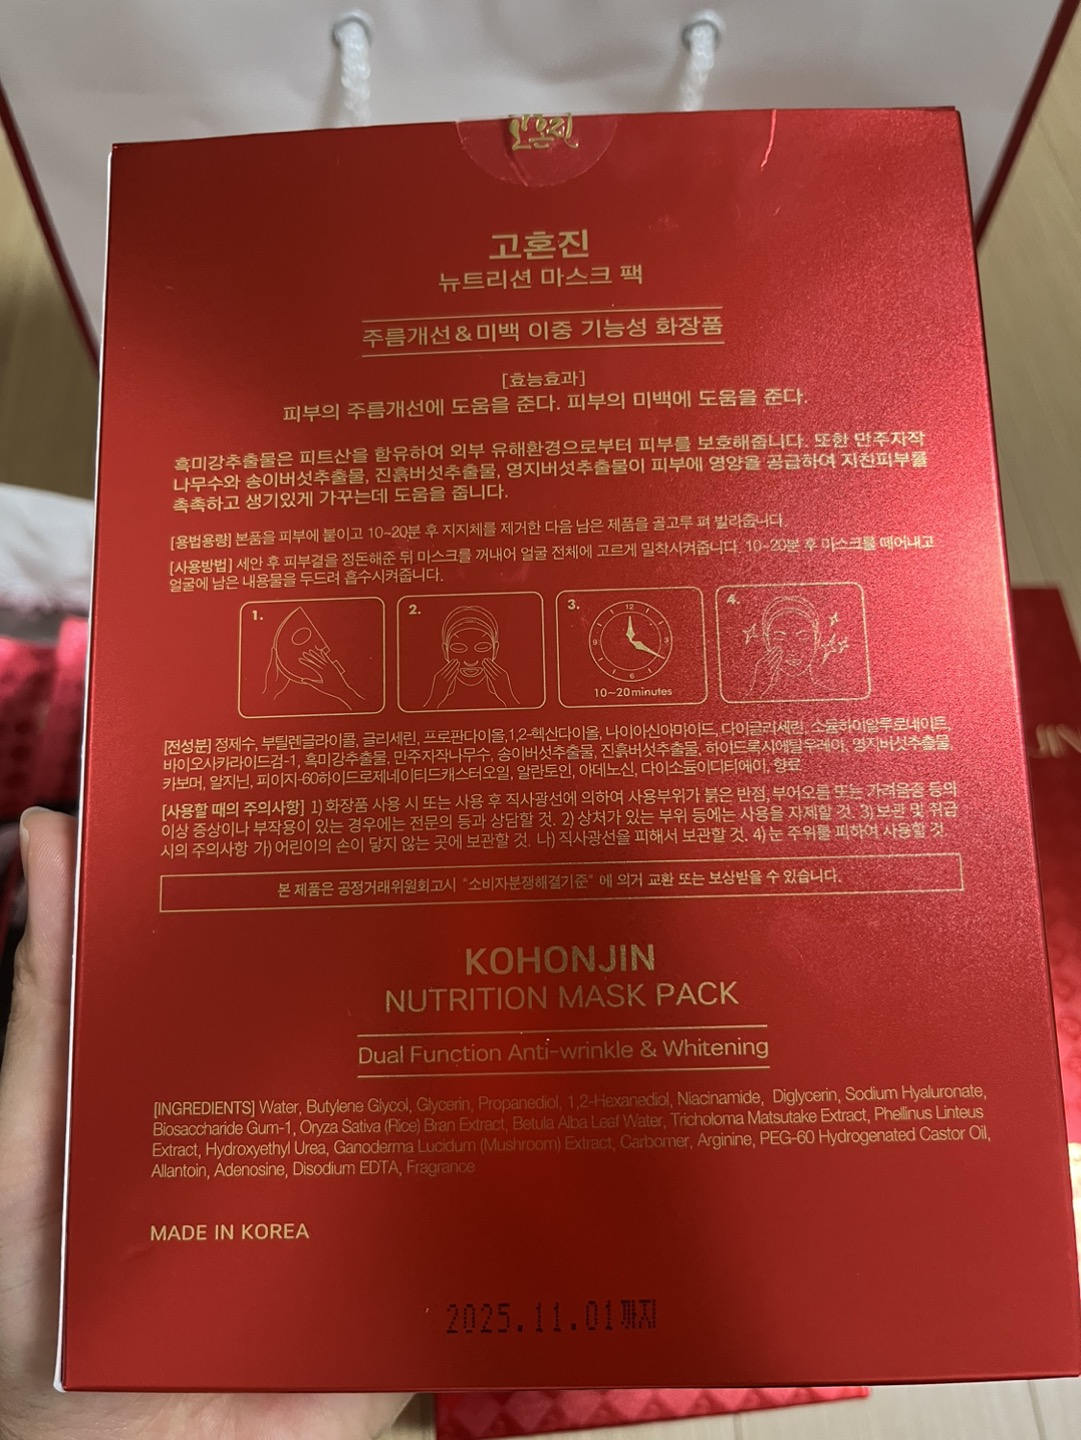 고혼진
뉴트리션 마스크 팩
주름개선&미백 이중 기능성 화장품
[효능효과]
피부의 주름개선에 도움을 준다. 피부의 미백에 도움을 준다.
흑미강추출물은 피트산을 함유하여 외부 유해환경으로부터 피부를 보호해줍니다. 또한 만주자작
나무수와 송이버섯추출물, 진흙버섯추출물, 영지버섯추출물이 피부에 영양을 공급하여 지친피부를
촉촉하고 생기있게 가꾸는데 도움을 줍니다.
[용법용량] 본품을 피부에 붙이고 10~20분 후 지지체를 제거한 다음 남은 제품을 골고루 펴 발라줍니다.
[사용방법] 세안 후 피부결을 정돈해준 뒤 마스크를 꺼내어 얼굴 전체에 고르게 밀착시켜줍니다. 10~20분 후 마스크를 떼어내고
얼굴에 남은 내용물을 두드려 흡수시켜줍니다.
1. 2. 3. 4.
12
9 3
6
10~20minutes
[전성분] 정제수, 부틸렌글라이콜, 글리세린, 프로판다이올,1,2-헥산다이올, 나이아신아마이드, 다이글리세린, 소듐하이알루로네이트,
바이오사카라이드검-1, 흑미강추출물, 만주자작나무수, 송이버섯추출물, 진흙버섯추출물, 하이드록시에틸우레아, 영지버섯추출물,
카보머, 알지닌, 피이지-60하이드로제네이티드캐스터오일, 알란토인, 아데노신, 다이소듐이디티에이, 향료
[사용할 때의 주의사항] 1)화장품 사용 시 또는 사용 후 직사광선에 의하여 사용부위가 붉은 반점, 부어오름 또는 가려움증 등의
이상 증상이나 부작용이 있는 경우에는 전문의 등과 상담할 것. 2) 상처가 있는 부위 등에는 사용을 자제할 것. 3) 보관 및 취급
시의 주의사항 가) 어린이의 손이 닿지 않는 곳에 보관할 것. 나) 직사광선을 피해서 보관할 것. 4)눈 주위를 피하여 사용할 것.
본 제품은 공정거래위원회고시 "소비자분쟁해결기준" 에 의거 교환 또는 보상받을 수 있습니다.
KOHONJIN
NUTRITION MASK PACK
Dual Function Anti-wrinkle & Whitening
[INGREDIENTS] Water, Butylene Glycol, Glycerin, Propanediol, 1,2-Hexanediol, Niacinamide, Diglycerin, Sodium Hyaluronate,
Biosaccharide Gum-1, Oryza Sativa (Rice) Bran Extract, Betula Alba Leaf Water, Tricholoma Matsutake Extract, Phellinus Linteus
Extract, Hydroxyethyl Urea, Ganoderma Lucidum (Mushroom) Extract, Carbomer, Arginine, PEG-60 Hydrogenated Castor Oil,
Allantoin, Adenosine, Disodium EDTA, Fragrance
MADE IN KOREA
2025.11.01까지